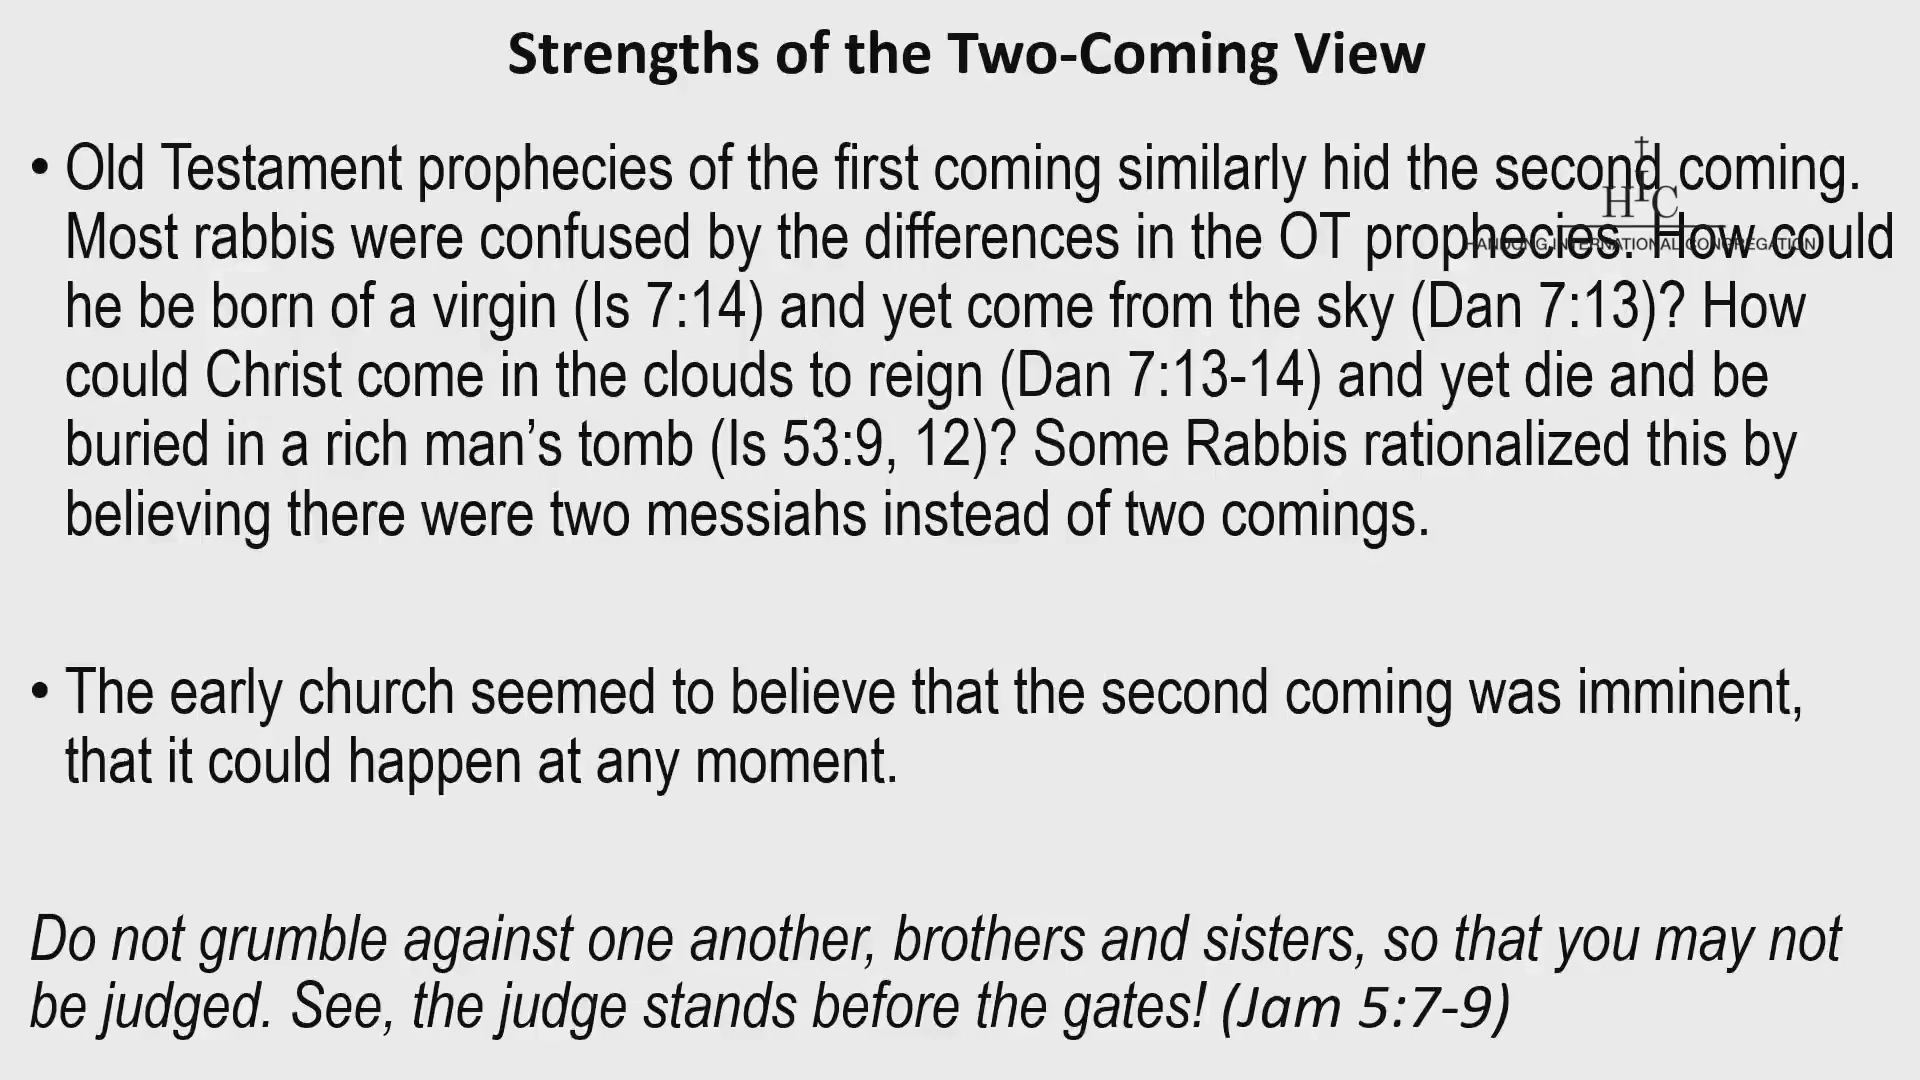 Strengths of the Two-Coming View
• Old Testament prophecies of the first coming similarly hid the second coming.
Most rabbis were confused by the differences in the OT prophecies. How could
he be born of a virgin (Is 7:14) and yet come from the sky (Dan 7:13)? How
could Christ come in the clouds to reign (Dan 7:13-14) and yet die and be
buried in a rich man’s tomb (Is 53:9, 12)? Some Rabbis rationalized this by
believing there were two messiahs instead of two comings.
• The early church seemed to believe that the second coming was imminent,
that it could happen at any moment.
Do not grumble against one another, brothers and sisters, so that you may not
be judged. See, the judge stands before the gates! (Jam 5:7-9)
HIC
HANDONG INTERNATIONAL CONGREGATION